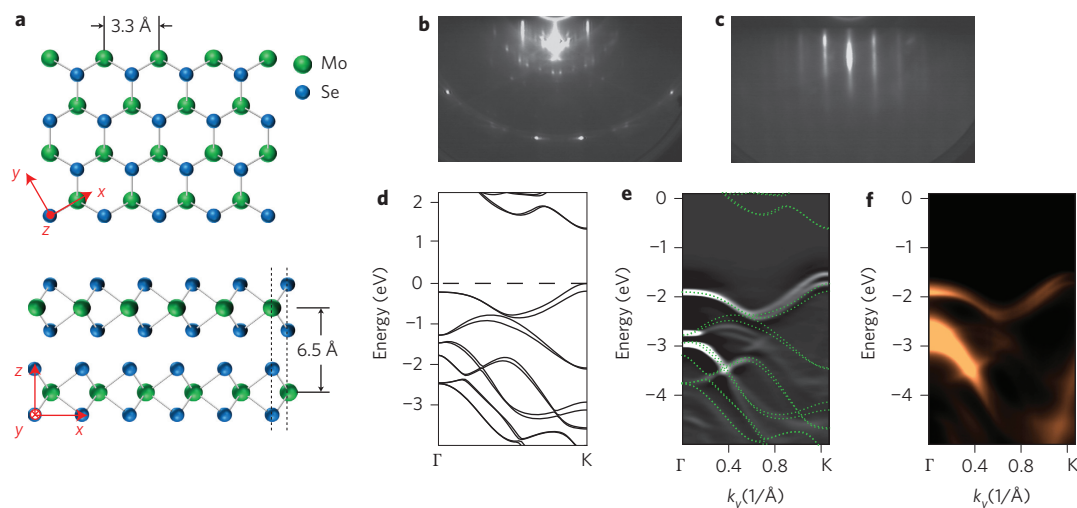 a
3.3 Å
Mo
Se
y
x
z
6.5 Å
z
y
x
b
c
d
Energy (eV)
2
1
0
−1
−2
−3
Γ
K
e
Energy (eV)
0
−1
−2
−3
−4
Γ
0.4
0.8
K
k_y(1/Å)
f
Energy (eV)
0
−1
−2
−3
−4
Γ
0.4
0.8
K
k_y(1/Å)